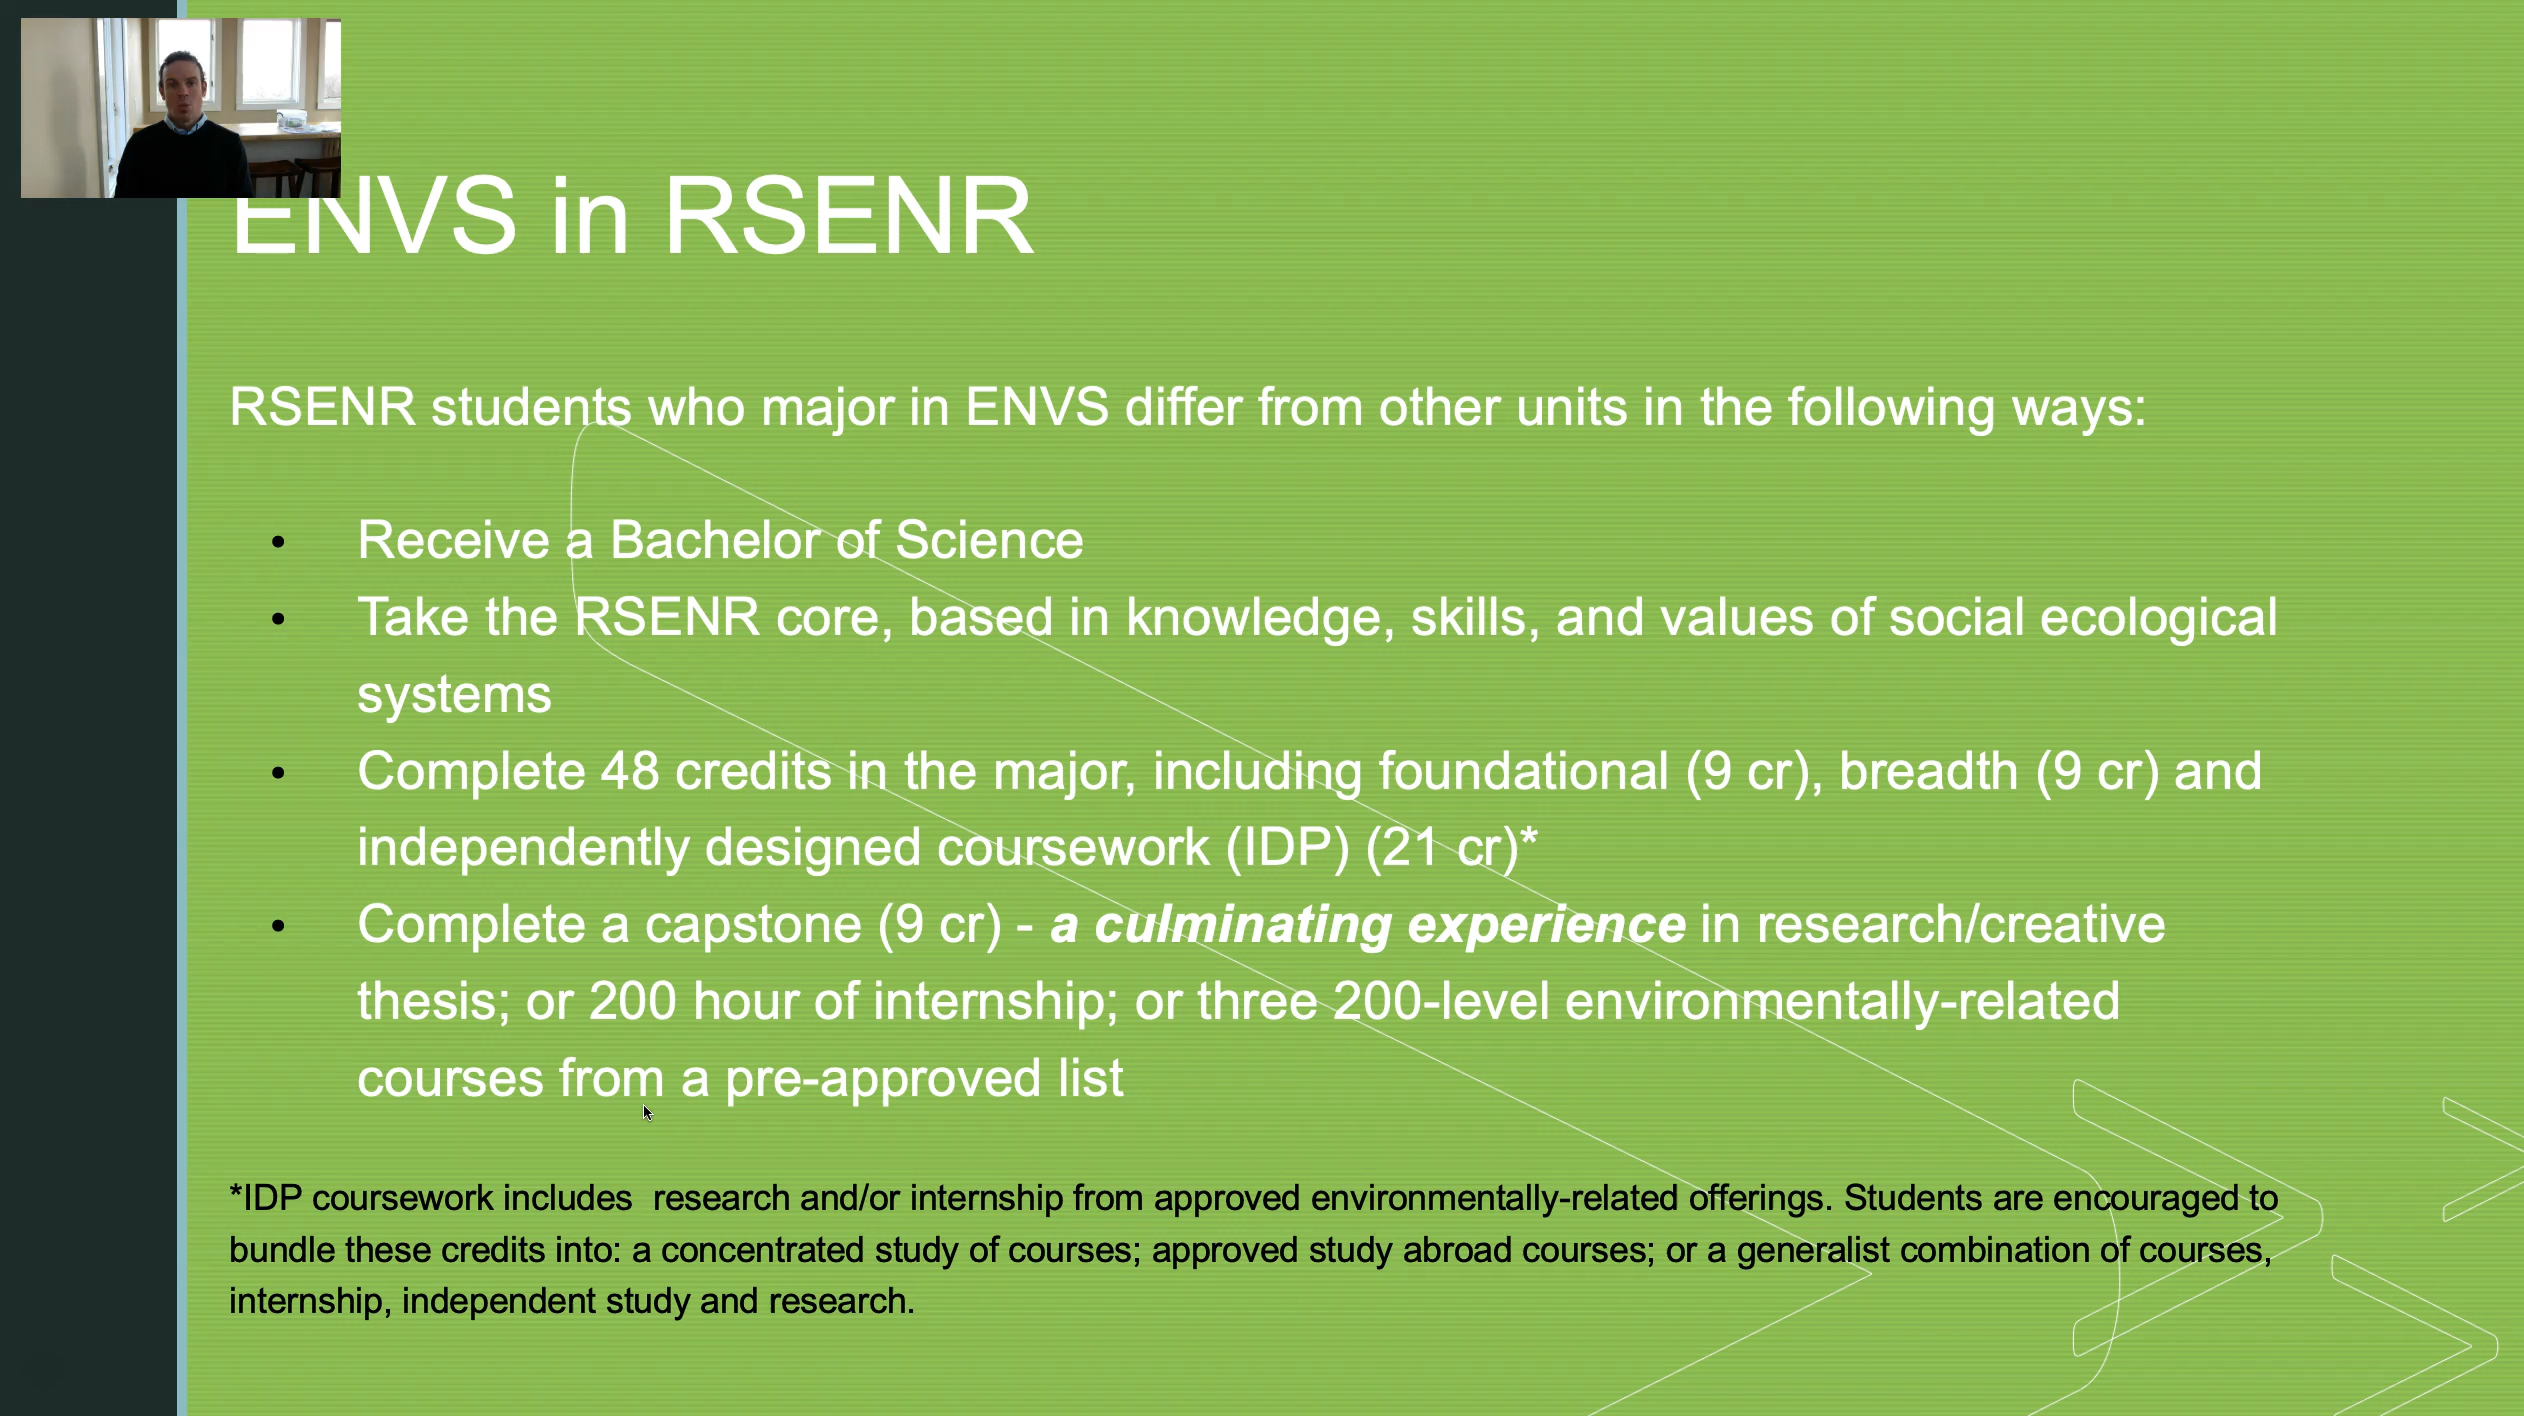 ENVS in RSENR
RSENR students who major in ENVS differ from other units in the following ways:
• Receive a Bachelor of Science
• Take the RSENR core, based in knowledge, skills, and values of social ecological
systems
• Complete 48 credits in the major, including foundational (9 cr), breadth (9 cr) and
independently designed coursework (IDP) (21 cr)*
• Complete a capstone (9 cr) - a culminating experience in research/creative
thesis; or 200 hour of internship; or three 200-level environmentally-related
courses from a pre-approved list
*IDP coursework includes  research and/or internship from approved environmentally-related offerings. Students are encouraged to
bundle these credits into: a concentrated study of courses; approved study abroad courses; or a generalist combination of courses,
internship, independent study and research.